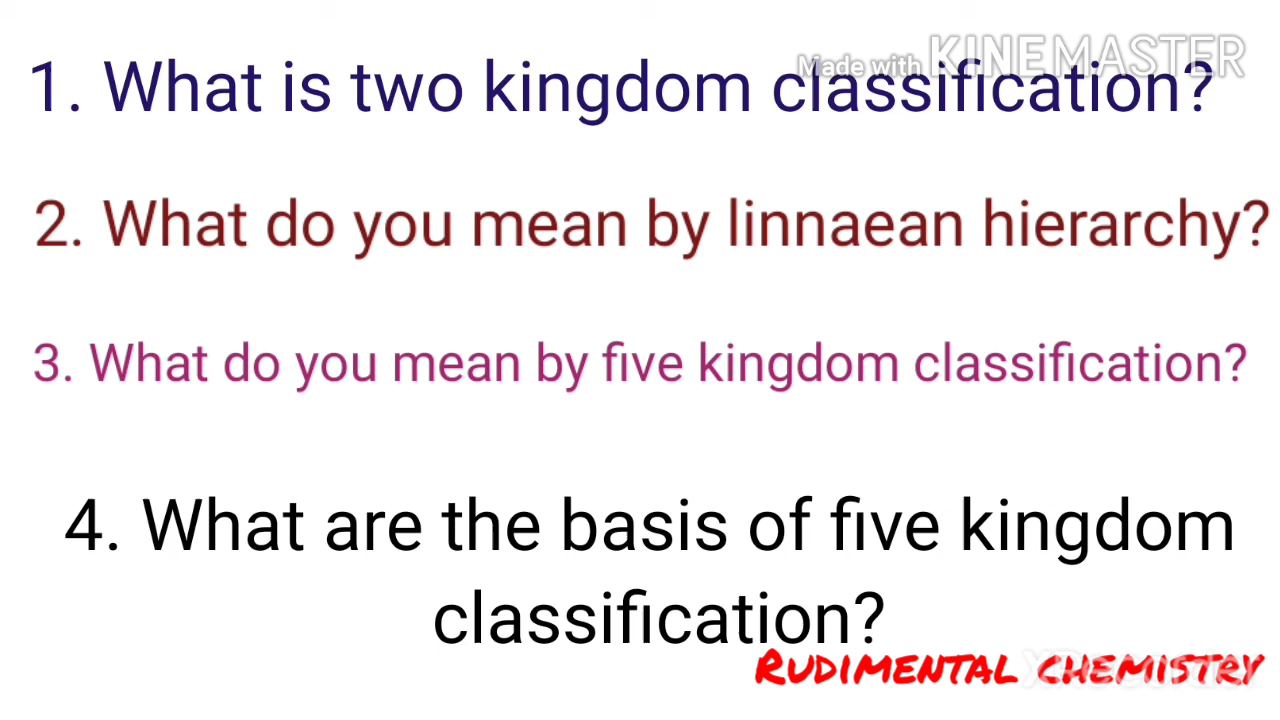 Made with KINEMASTER
1. What is two kingdom classification?
2. What do you mean by linnaean hierarchy?
3. What do you mean by five kingdom classification?
4. What are the basis of five kingdom
classification?
RUDIMENTAL CHEMISTRY
XRecorder